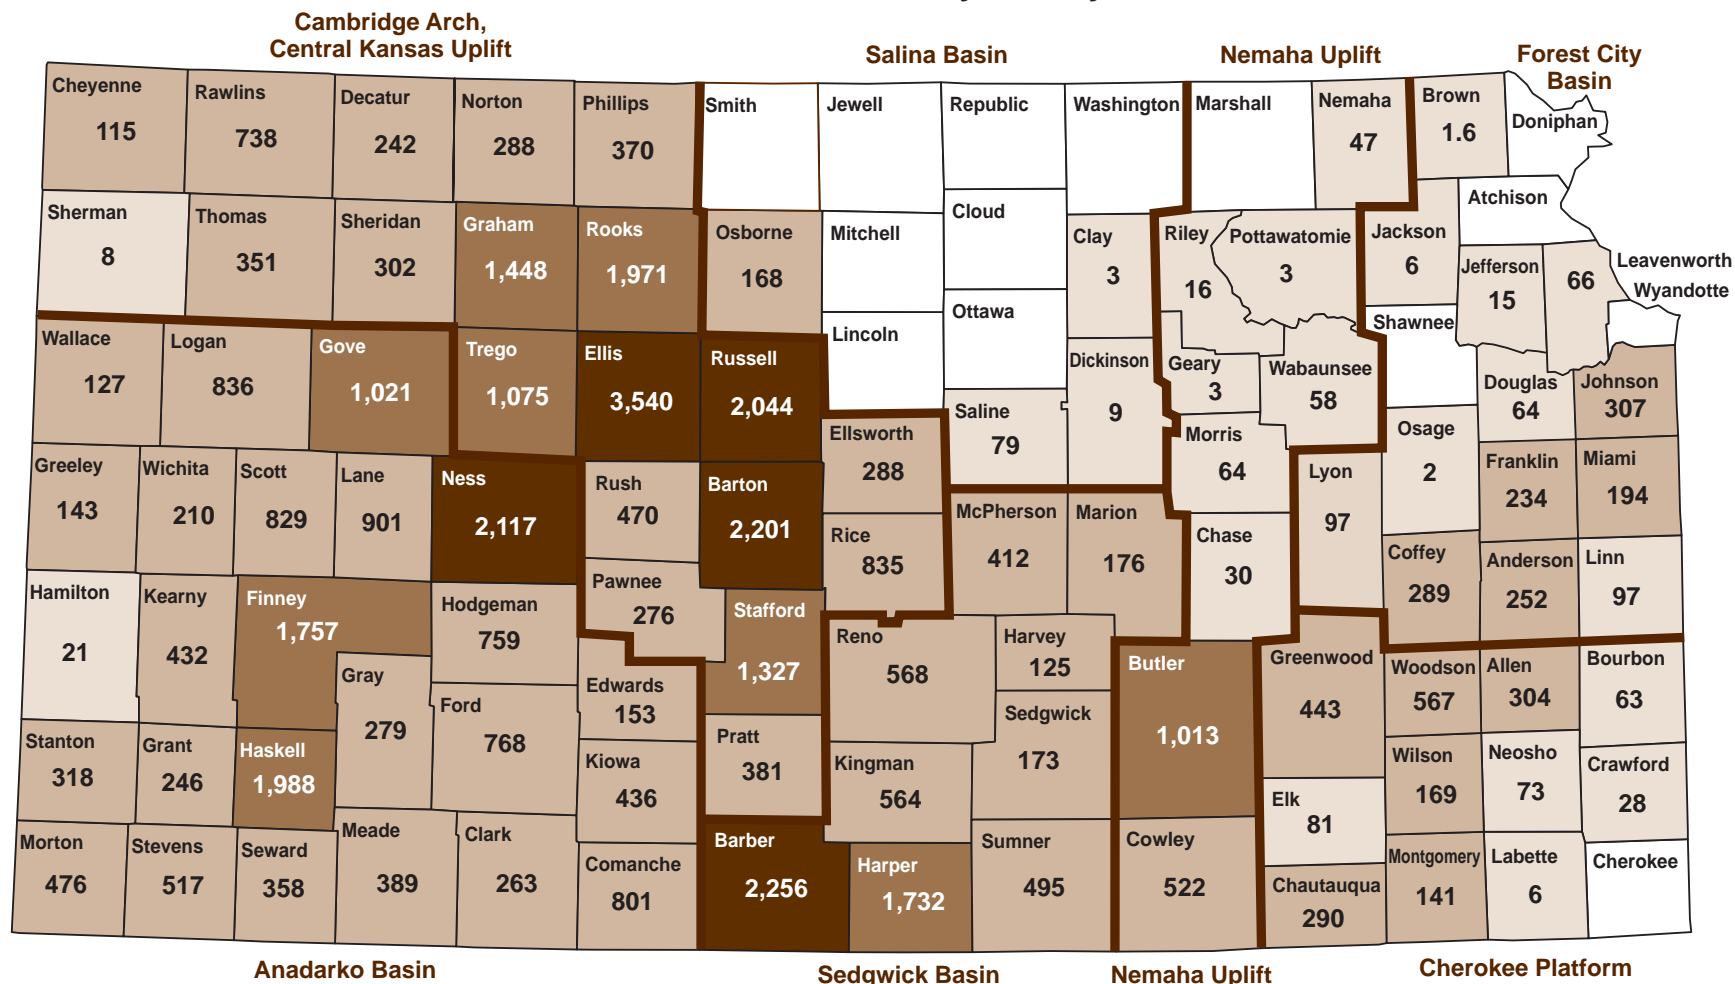 Cambridge Arch,
Central Kansas Uplift
Salina Basin
Nemaha Uplift
Forest City
Basin
Cheyenne
115
Rawlins
738
Decatur
242
Norton
288
Phillips
370
Smith
Jewell
Republic
Washington
Marshall
Nemaha
47
Brown
1.6
Doniphan
Atchison
Sherman
8
Thomas
351
Sheridan
302
Graham
1,448
Rooks
1,971
Osborne
168
Mitchell
Cloud
Clay
3
Riley
16
Pottawatomie
3
Jackson
6
Jefferson
15
66
Leavenworth
Wyandotte
Wallace
127
Logan
836
Gove
1,021
Trego
1,075
Ellis
3,540
Russell
2,044
Lincoln
Ottawa
Dickinson
9
Geary
3
Wabaunsee
58
Shawnee
Douglas
64
Johnson
307
Saline
79
Ellsworth
288
Morris
64
Osage
2
Lyon
97
Franklin
234
Miami
194
Greeley
143
Wichita
210
Scott
829
Lane
901
Ness
2,117
Rush
470
Barton
2,201
Rice
835
McPherson
412
Marion
176
Chase
30
Coffey
289
Anderson
252
Linn
97
Hamilton
21
Kearny
432
Finney
1,757
Hodgeman
759
Pawnee
276
Stafford
1,327
Reno
568
Harvey
125
Butler
1,013
Greenwood
443
Woodson
567
Allen
304
Bourbon
63
Gray
279
Ford
768
Edwards
153
Sedgwick
173
Stanton
318
Grant
246
Haskell
1,988
Kiowa
436
Pratt
381
Kingman
564
Elk
81
Wilson
169
Neosho
73
Crawford
28
Morton
476
Stevens
517
Seward
358
Meade
389
Clark
263
Comanche
801
Barber
2,256
Harper
1,732
Sumner
495
Cowley
522
Chautauqua
290
Montgomery
141
Labette
6
Cherokee
Anadarko Basin
Sedgwick Basin
Nemaha Uplift
Cherokee Platform